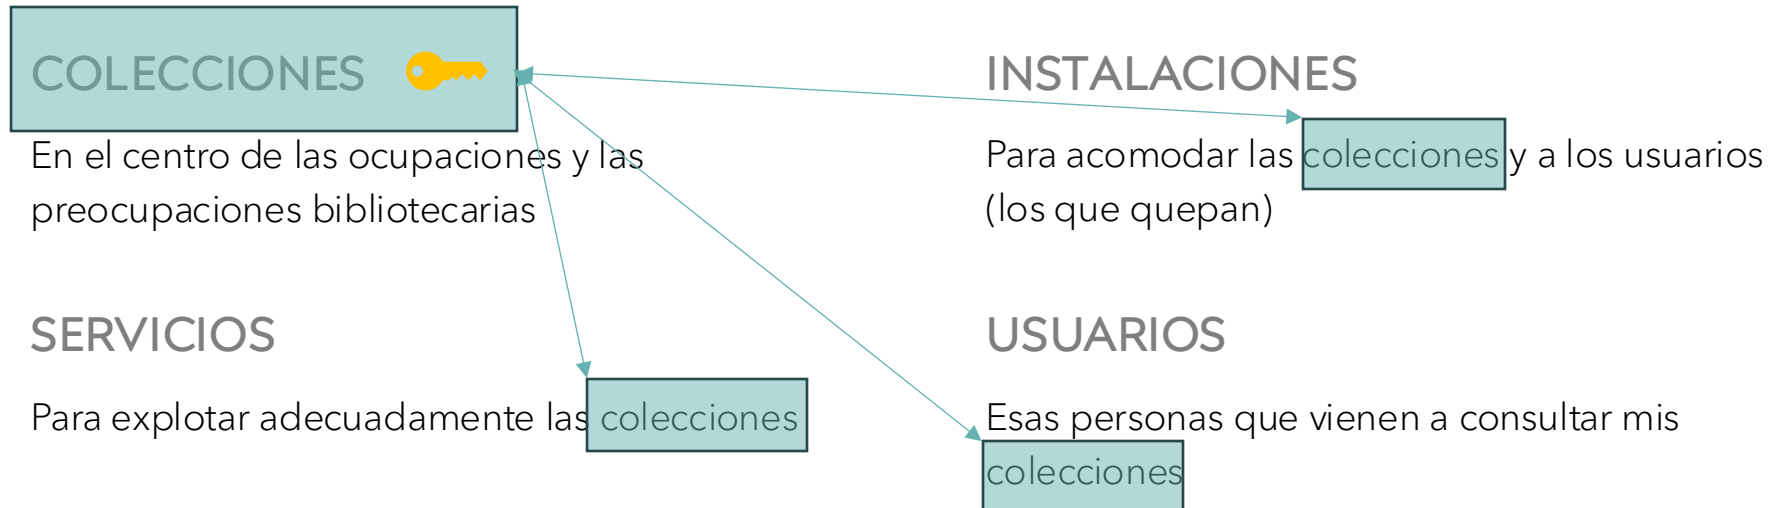 COLECCIONES
En el centro de las ocupaciones y las
preocupaciones bibliotecarias
INSTALACIONES
Para acomodar las colecciones y a los usuarios
(los que quepan)
SERVICIOS
Para explotar adecuadamente las colecciones
USUARIOS
Esas personas que vienen a consultar mis
colecciones